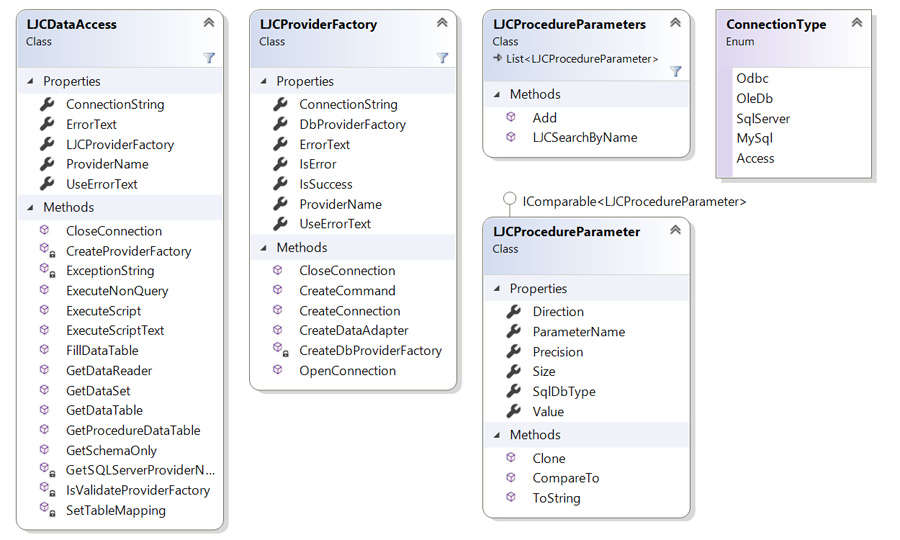 LJCDataAccess
Class
Properties
ConnectionString
ErrorText
LJCProviderFactory
ProviderName
UseErrorText
Methods
CloseConnection
CreateProviderFactory
ExceptionString
ExecuteNonQuery
ExecuteScript
ExecuteScriptText
FillDataTable
GetDataReader
GetDataSet
GetDataTable
GetProcedureDataTable
GetSchemaOnly
GetSQLServerProviderN...
IsValidateProviderFactory
SetTableMapping
LJCProviderFactory
Class
Properties
ConnectionString
DbProviderFactory
ErrorText
IsError
IsSuccess
ProviderName
UseErrorText
Methods
CloseConnection
CreateCommand
CreateConnection
CreateDataAdapter
CreateDbProviderFactory
OpenConnection
LJCProcedureParameters
Class
List<LJCProcedureParameter>
Methods
Add
LJCSearchByName
IComparable<LJCProcedureParameter>
LJCProcedureParameter
Class
Properties
Direction
ParameterName
Precision
Size
SqlDbType
Value
Methods
Clone
CompareTo
ToString
ConnectionType
Enum
Odbc
OleDb
SqlServer
MySql
Access